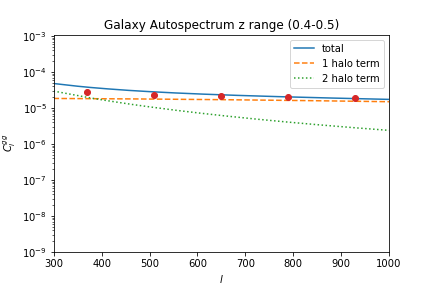 Galaxy Autospectrum z range (0.4-0.5)
total
1 halo term
2 halo term
10⁻³
10⁻⁴
10⁻⁵
10⁻⁶
10⁻⁷
10⁻⁸
10⁻⁹
C_l^{gg}
300 400 500 600 700 800 900 1000
l